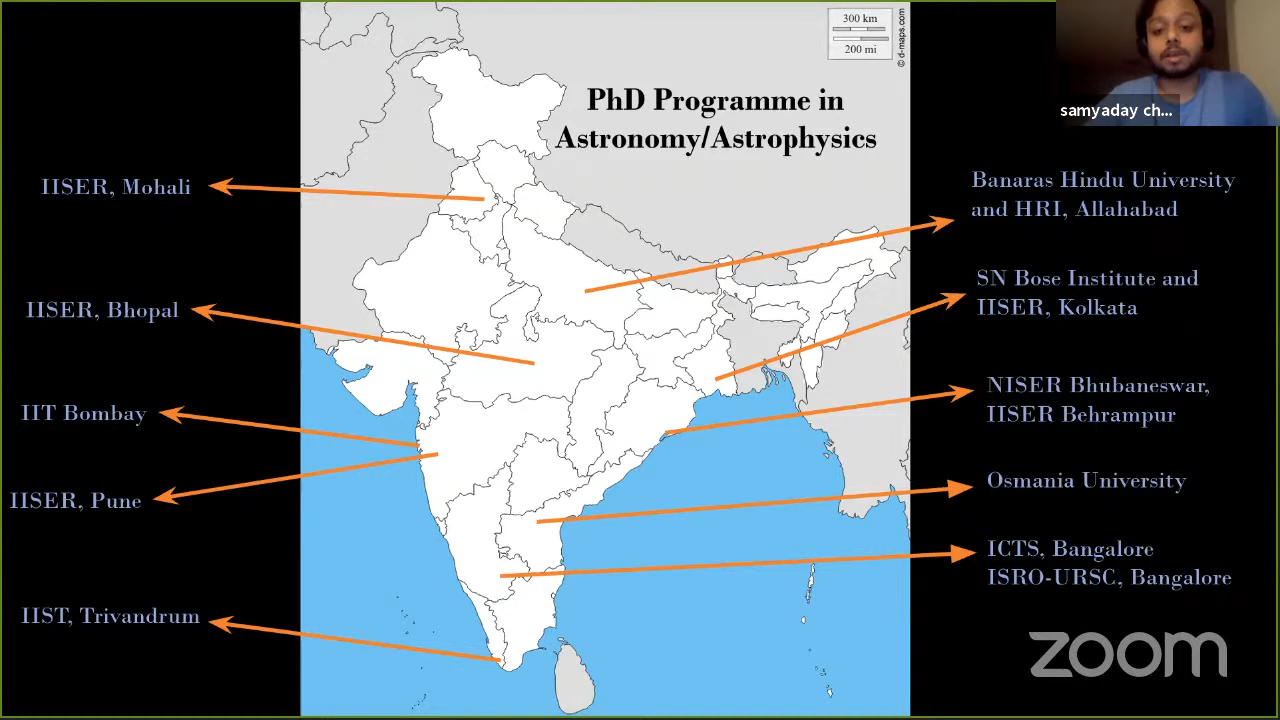 300 km
200 mi
© d-maps.com
PhD Programme in
Astronomy/Astrophysics
samyaday ch...
IISER, Mohali
IISER, Bhopal
IIT Bombay
IISER, Pune
IIST, Trivandrum
Banaras Hindu University
and HRI, Allahabad
SN Bose Institute and
IISER, Kolkata
NISER Bhubaneswar,
IISER Behrampur
Osmania University
ICTS, Bangalore
ISRO-URSC, Bangalore
zoom